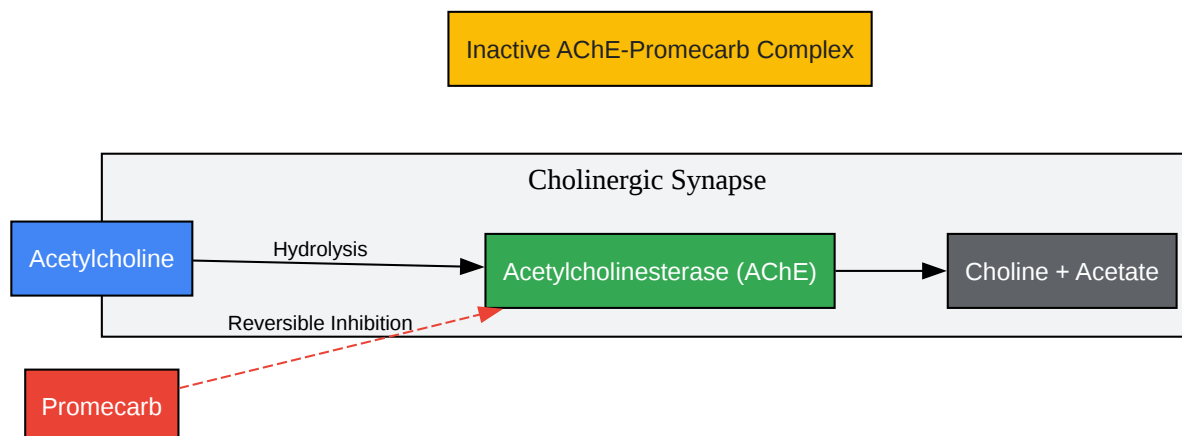 Inactive AChE-Promecarb Complex
Cholinergic Synapse
Hydrolysis
Acetylcholine
Acetylcholinesterase (AChE)
Choline + Acetate
Reversible Inhibition
Promecarb